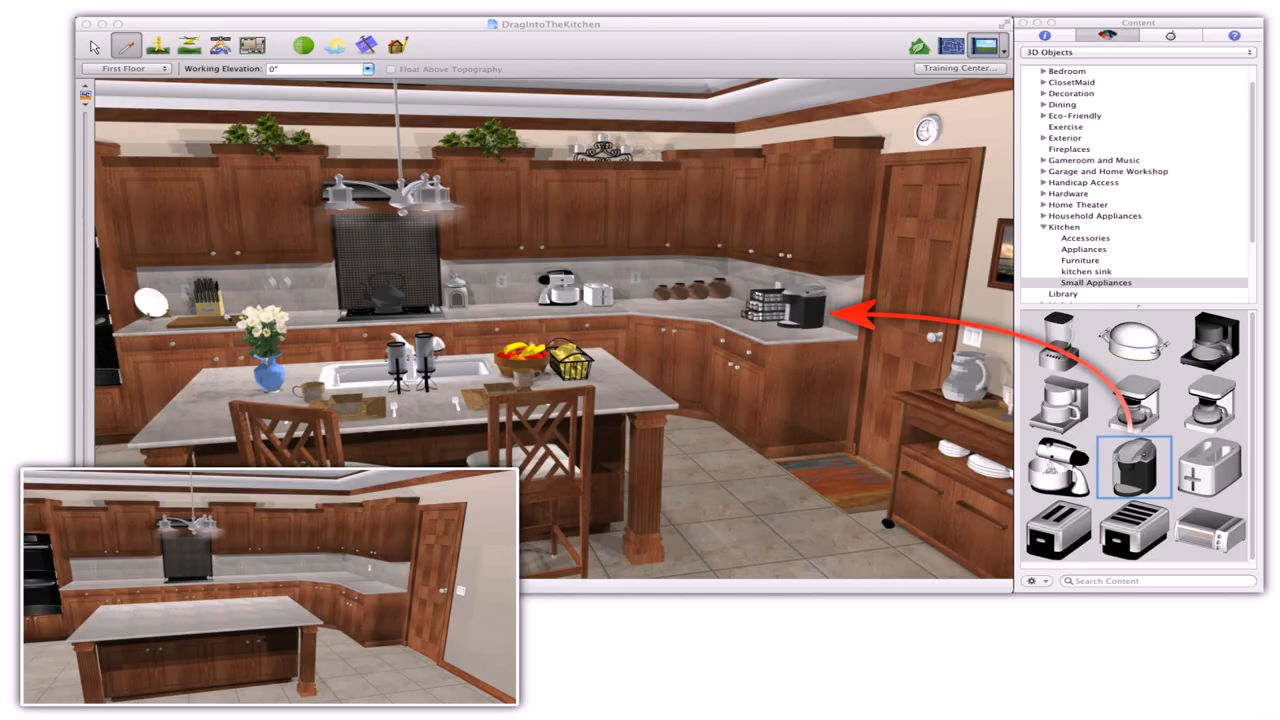 DragIntoTheKitchen
First Floor
Working Elevation:
0"
Float Above Topography
Training Center...
Content
3D Objects
Bedroom
ClosetMaid
Decoration
Dining
Eco-Friendly
Exercise
Exterior
Fireplaces
Gameroom and Music
Garage and Home Workshop
Handicap Access
Hardware
Home Theater
Household Appliances
Kitchen
Accessories
Appliances
Furniture
kitchen sink
Small Appliances
Library
Search Content